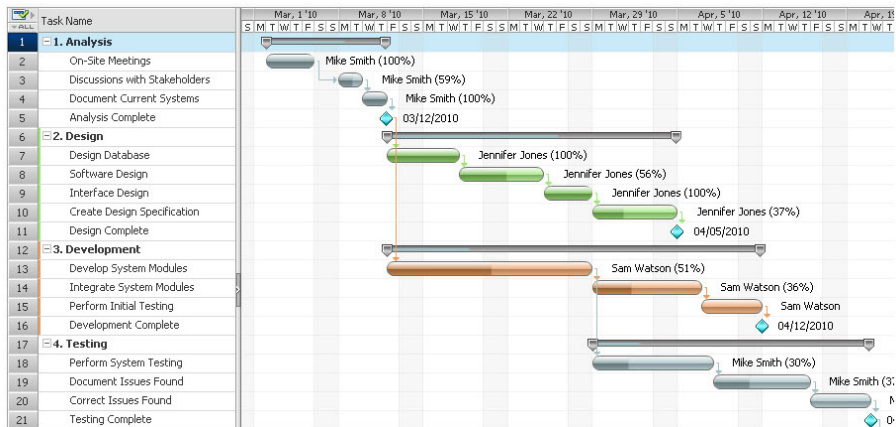 Mar, 1 '10 Mar, 8 '10 Mar, 15 '10 Mar, 22 '10 Mar, 29 '10 Apr, 5 '10 Apr, 12 '10 Apr,
ALL Task Name S M T W T F S S M T W T F S S M T W T F S S M T W T F S S M T W T F S S M T W T F S S M T W T F S S M T W T
1 1. Analysis
2 On-Site Meetings Mike Smith (100%)
3 Discussions with Stakeholders Mike Smith (59%)
4 Document Current Systems Mike Smith (100%)
5 Analysis Complete 03/12/2010
6 2. Design
7 Design Database Jennifer Jones (100%)
8 Software Design Jennifer Jones (56%)
9 Interface Design Jennifer Jones (100%)
10 Create Design Specification Jennifer Jones (37%)
11 Design Complete 04/05/2010
12 3. Development
13 Develop System Modules Sam Watson (51%)
14 Integrate System Modules Sam Watson (36%)
15 Perform Initial Testing Sam Watson
16 Development Complete 04/12/2010
17 4. Testing
18 Perform System Testing Mike Smith (30%)
19 Document Issues Found Mike Smith (37
20 Correct Issues Found
21 Testing Complete